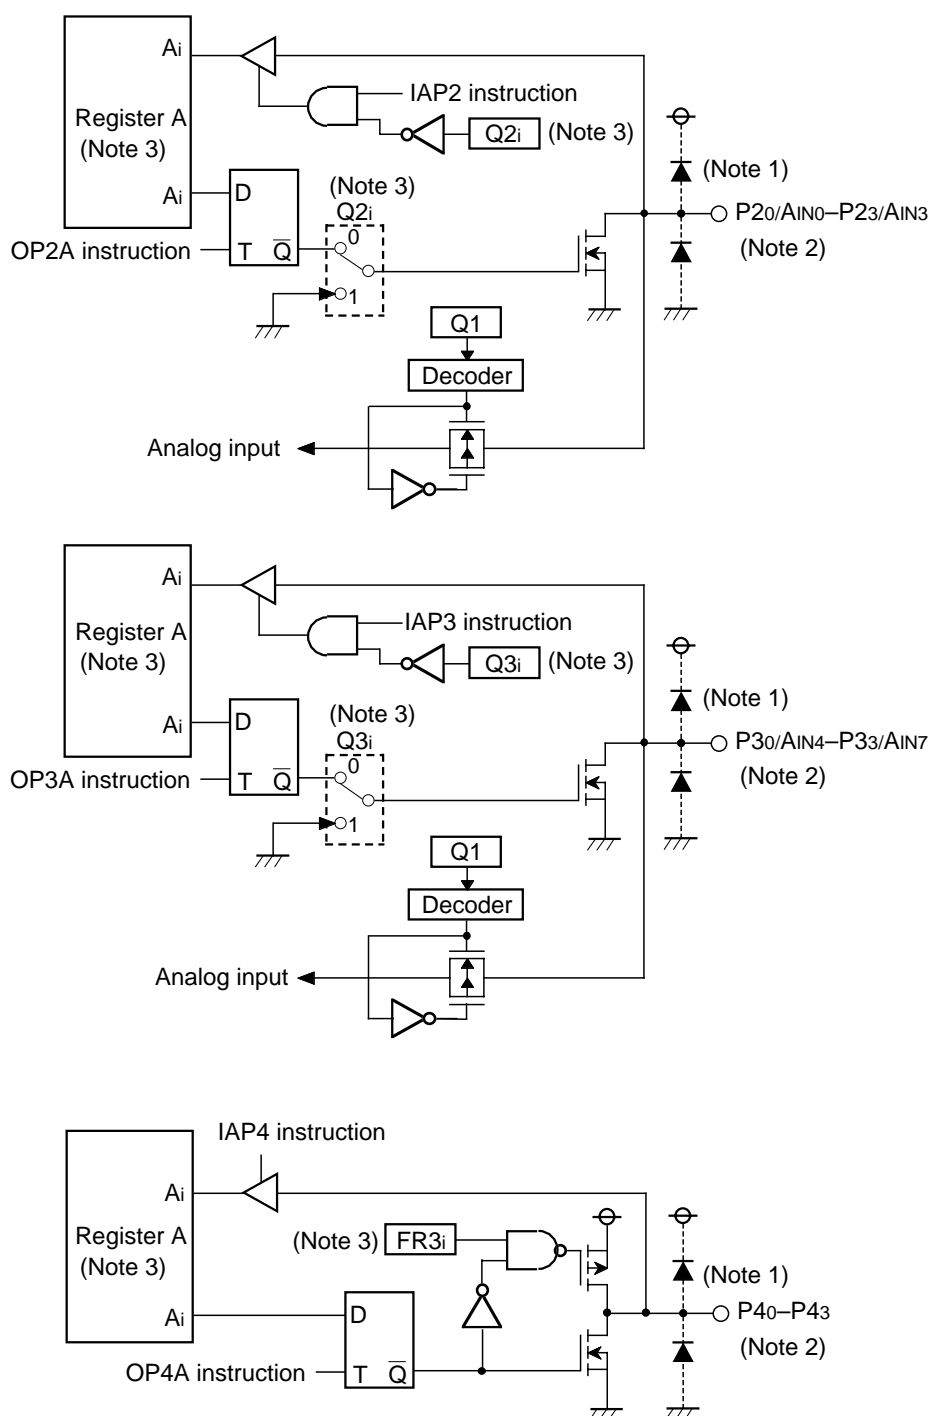 Ai
IAP2 instruction
Register A
(Note 3)
Q2i
(Note 3)
(Note 1)
Ai
D
(Note 3)
Q2i
P20/AIN0–P23/AIN3
OP2A instruction
T
Q̅
0
(Note 2)
1
Q1
Decoder
Analog input
Ai
IAP3 instruction
Register A
(Note 3)
Q3i
(Note 3)
(Note 1)
Ai
D
(Note 3)
Q3i
P30/AIN4–P33/AIN7
OP3A instruction
T
Q̅
0
(Note 2)
1
Q1
Decoder
Analog input
IAP4 instruction
Ai
Register A
(Note 3)
(Note 3)
FR3i
(Note 1)
Ai
D
P40–P43
OP4A instruction
T
Q̅
(Note 2)